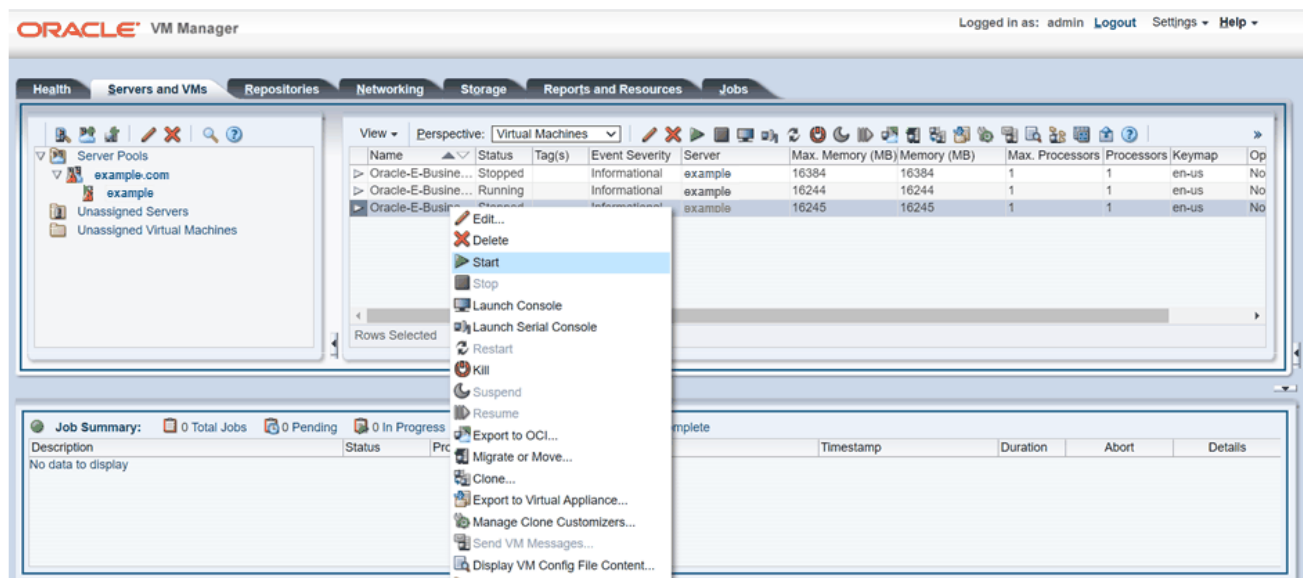 ORACLE VM Manager
Logged in as: admin Logout Settings Help
Health Servers and VMs Repositories Networking Storage Reports and Resources Jobs
Server Pools
example.com
example
Unassigned Servers
Unassigned Virtual Machines
View Perspective: Virtual Machines »
Name Status Tag(s) Event Severity Server Max. Memory (MB) Memory (MB) Max. Processors Processors Keymap Op
Oracle-E-Busine... Stopped Informational example 16384 16384 1 1 en-us No
Oracle-E-Busine... Running Informational example 16244 16244 1 1 en-us No
Oracle-E-Busine... Stopped Informational example 16245 16245 1 1 en-us No
Rows Selected
Edit...
Delete
Start
Stop
Launch Console
Launch Serial Console
Restart
Kill
Suspend
Resume
Export to OCI...
Migrate or Move...
Clone...
Export to Virtual Appliance...
Manage Clone Customizers...
Send VM Messages...
Display VM Config File Content...
Job Summary: 0 Total Jobs 0 Pending 0 In Progress mplete
Description Status Pro Timestamp Duration Abort Details
No data to display